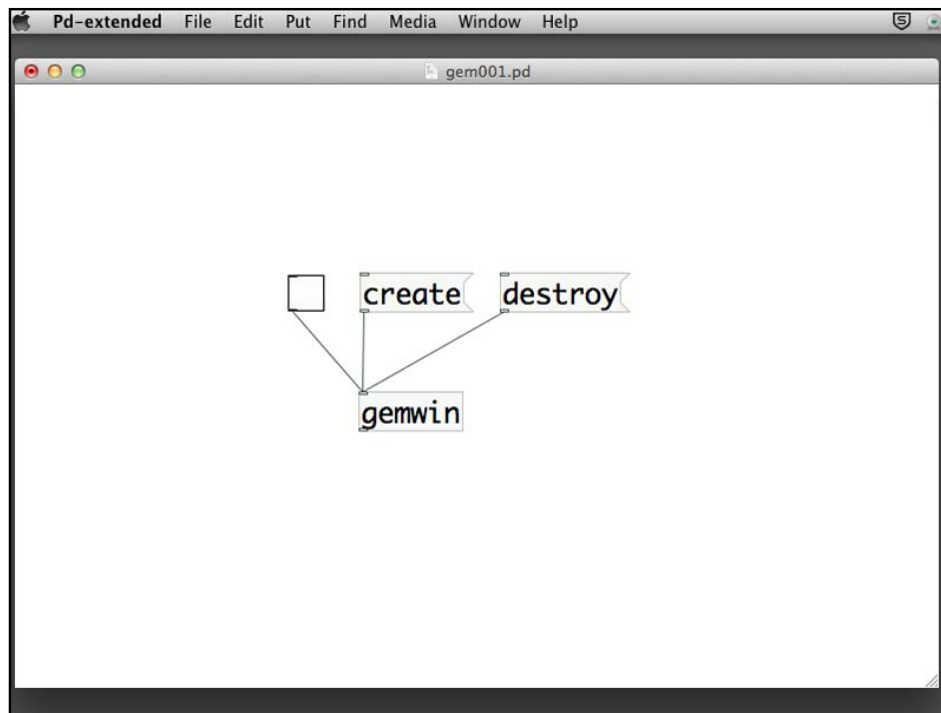 Pd-extended File Edit Put Find Media Window Help
gem001.pd
create destroy
gemwin